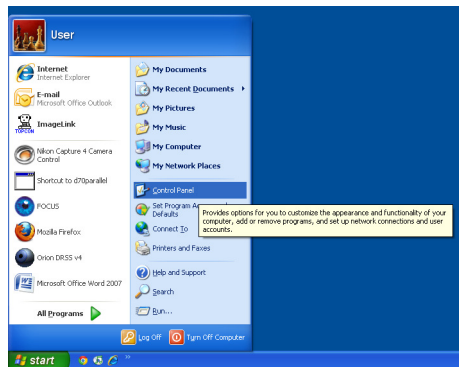 User
Internet
Internet Explorer
E-mail
Microsoft Office Outlook
TOPCON
ImageLink
Nikon Capture 4 Camera
Control
Shortcut to d70parallel
FOCUS
Mozilla Firefox
Orion DRSS v4
Microsoft Office Word 2007
All Programs
My Documents
My Recent Documents
My Pictures
My Music
My Computer
My Network Places
Control Panel
Set Program
Defaults
Provides options for you to customize the appearance and functionality of your
computer, add or remove programs, and set up network connections and user
accounts.
Connect To
Printers and Faxes
Help and Support
Search
Run...
Log Off
Turn Off Computer
start